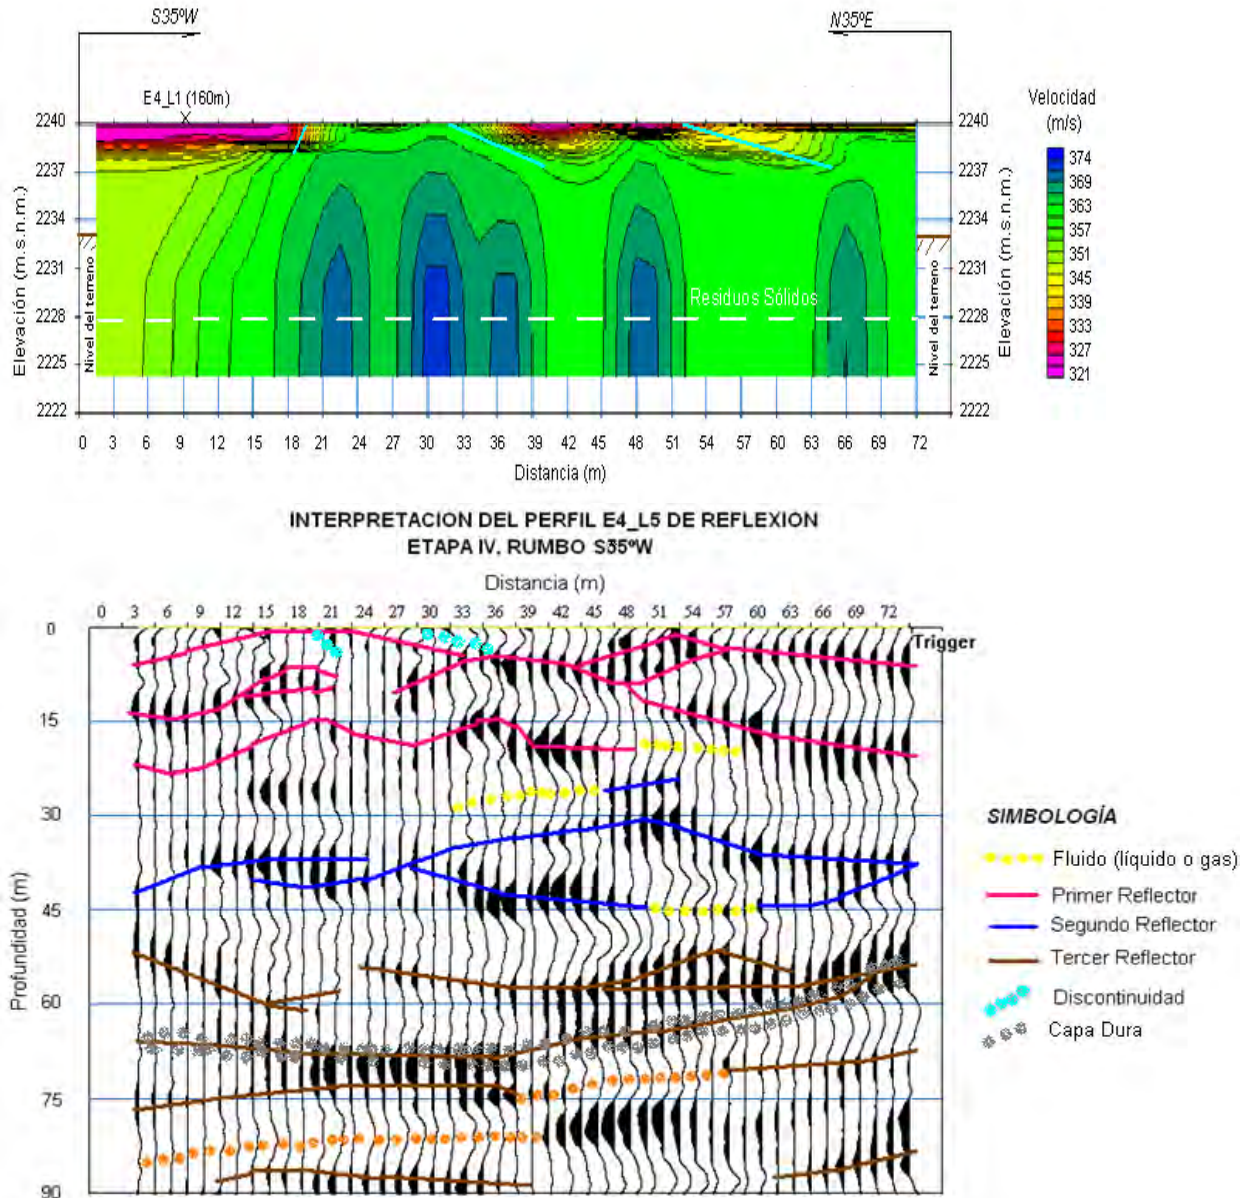 S35ºW
N35ºE
E4_L1 (160m)
Velocidad
(m/s)
Elevación (m.s.n.m.)
2240
2237
2234
2231
2228
2225
2222
Nivel del terreno
Residuos Sólidos
Nivel del terreno
2240
2237
2234
2231
2228
2225
2222
Elevación (m.s.n.m.)
374
369
363
357
351
345
339
333
327
321
0 3 6 9 12 15 18 21 24 27 30 33 36 39 42 45 48 51 54 57 60 63 66 69 72
Distancia (m)
INTERPRETACION DEL PERFIL E4_L5 DE REFLEXION
ETAPA IV. RUMBO S35ºW
Distancia (m)
0 3 6 9 12 15 18 21 24 27 30 33 36 39 42 45 48 51 54 57 60 63 66 69 72
Trigger
Profundidad (m)
0
15
30
45
60
75
90
SIMBOLOGÍA
Fluido (líquido o gas)
Primer Reflector
Segundo Reflector
Tercer Reflector
Discontinuidad
Capa Dura